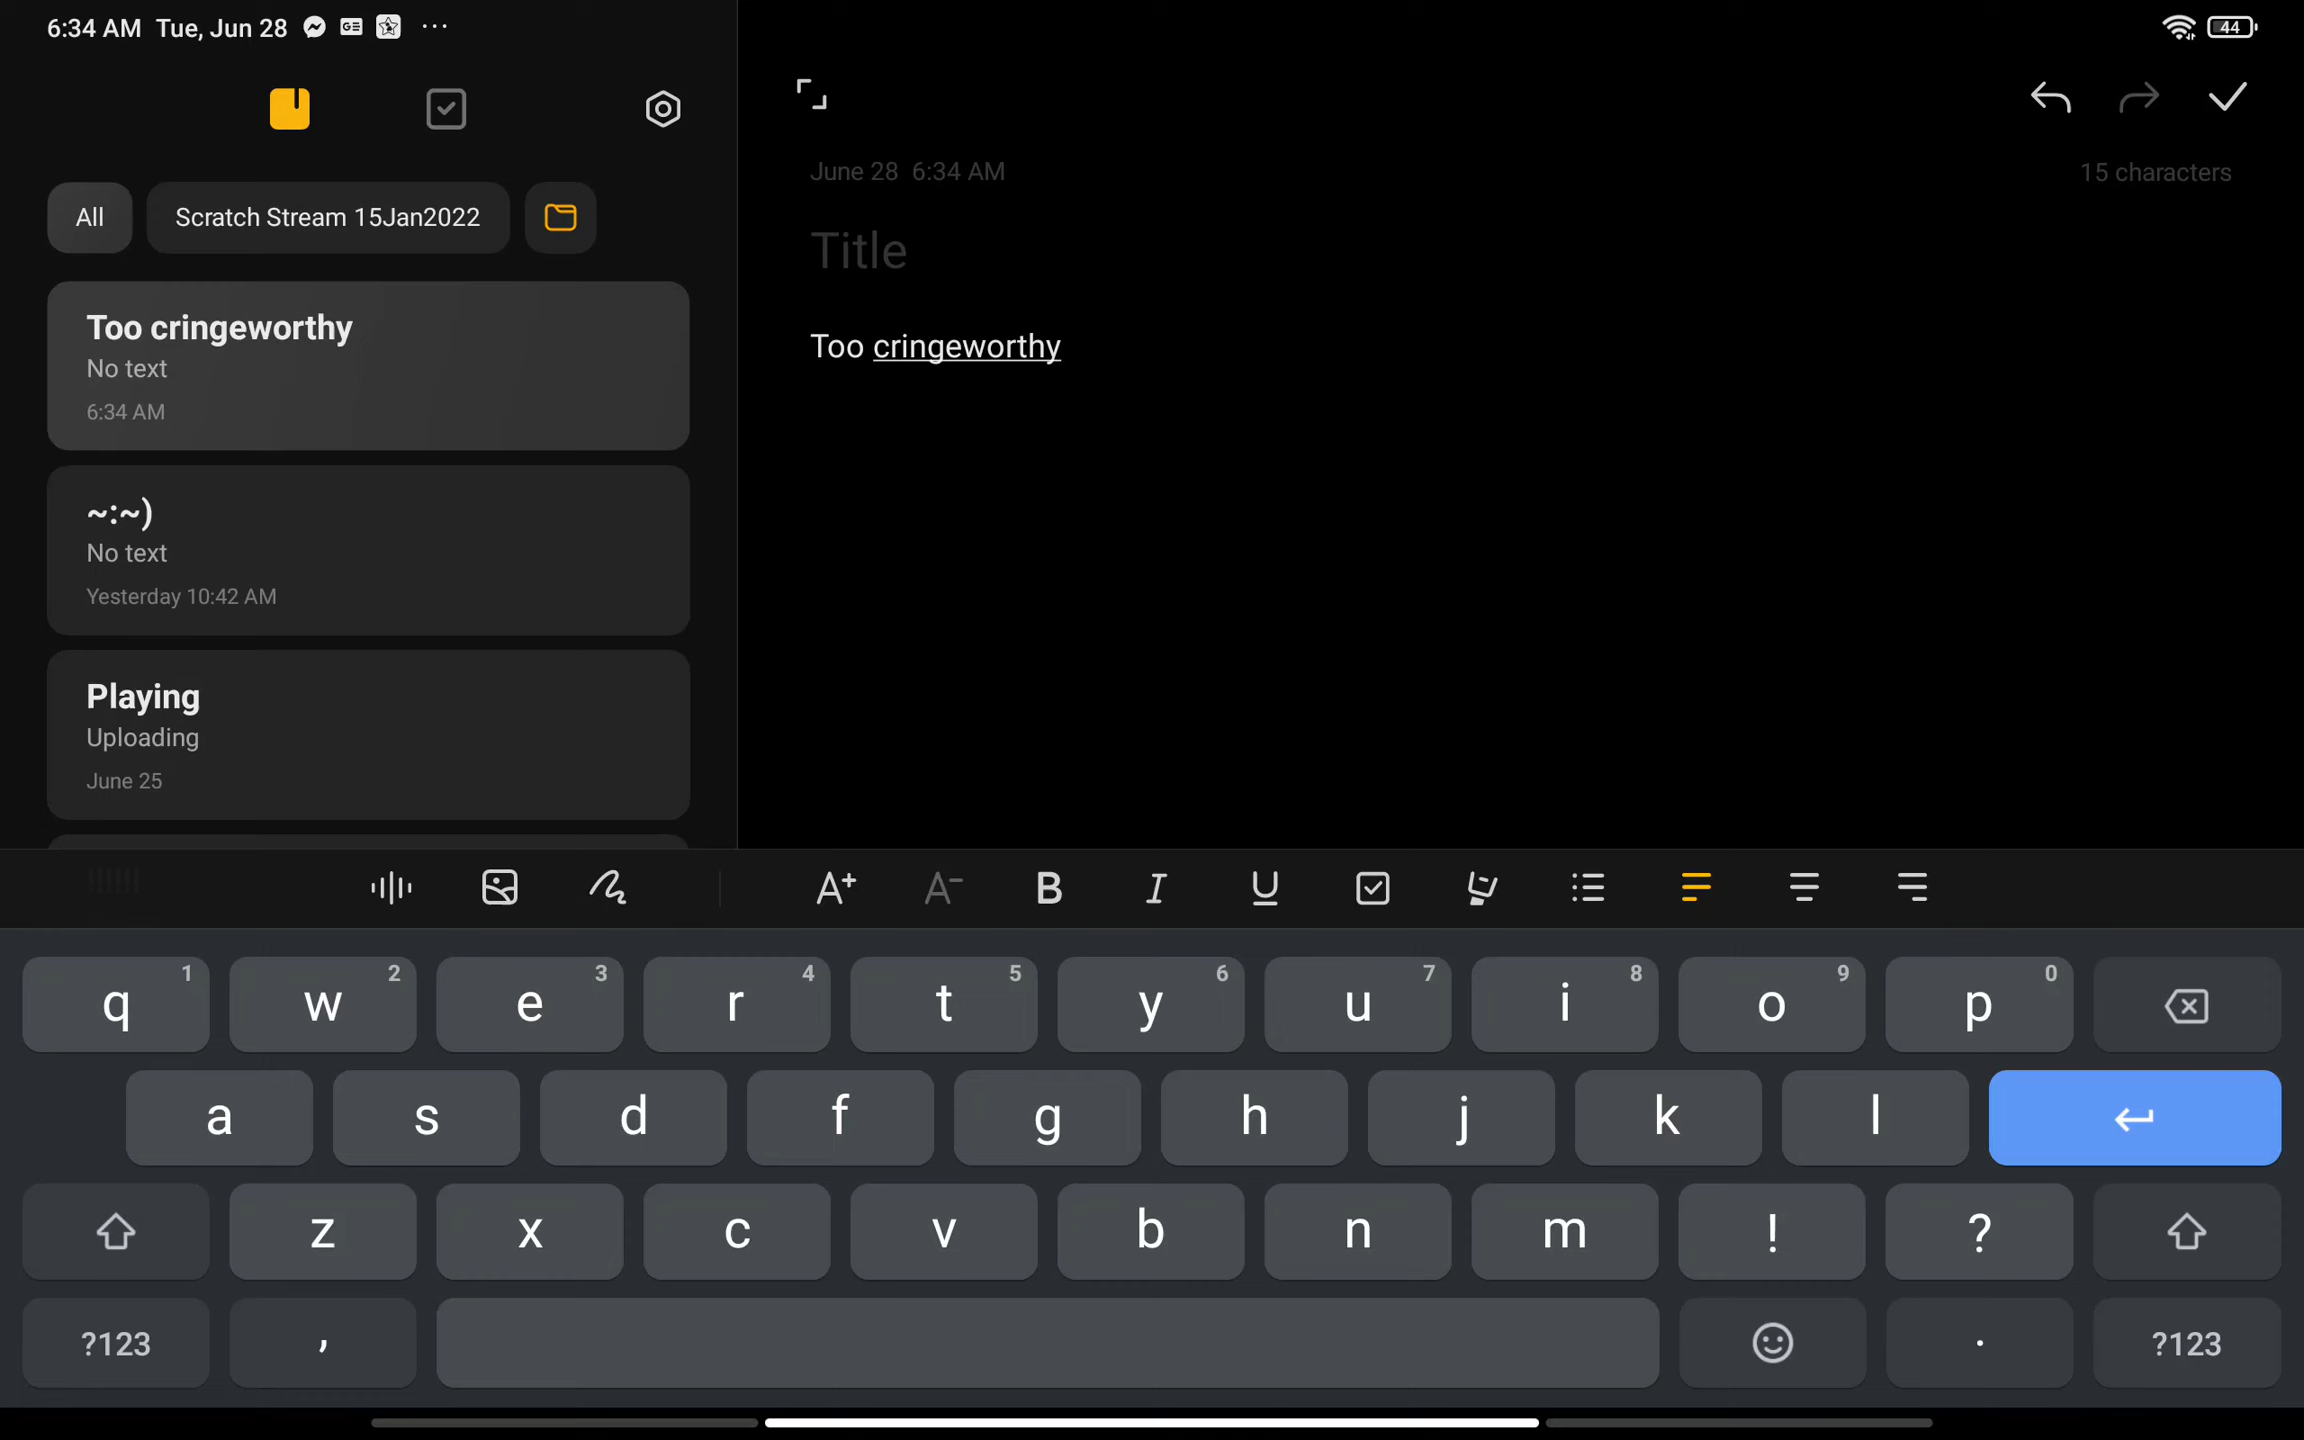 6:34 AM Tue, Jun 28
44
June 28 6:34 AM
15 characters
All
Scratch Stream 15Jan2022
Title
Too cringeworthy
Too cringeworthy
No text
6:34 AM
~:~)
No text
Yesterday 10:42 AM
Playing
Uploading
June 25
A+ A- B I U
q 1 w 2 e 3 r 4 t 5 y 6 u 7 i 8 o 9 p 0
a s d f g h j k l
z x c v b n m ! ?
?123 , . ?123